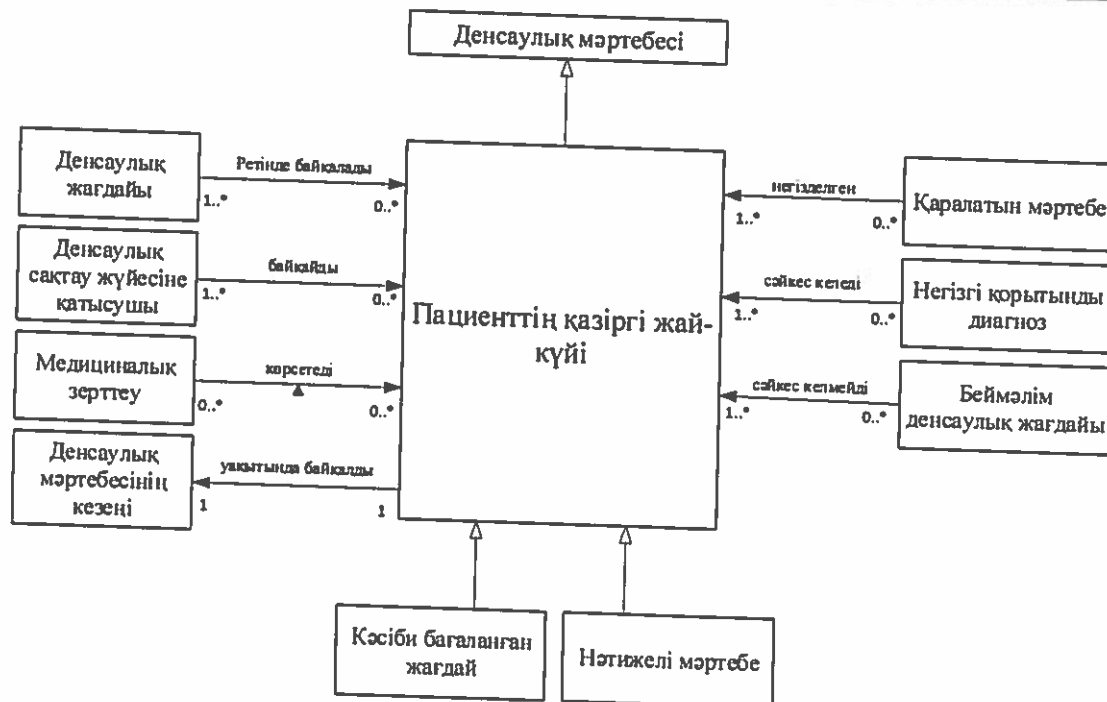 Денсаулық мәртебесі
Денсаулық
жағдайы
Ретінде байқалады
1..*
0..*
Денсаулық
сақтау жүйесіне
қатысушы
байқайды
1..*
0..*
Медициналық
зерттеу
көрсетеді
0..*
0..*
Денсаулық
мәртебесінің
кезеңі
уақытында байқалды
1
1
Пациенттің қазіргі жай-
күйі
негізделген
1..*
0..*
Қаралатын мәртебе
сәйкес келеді
1..*
0..*
Негізгі қорытынды
диагноз
сәйкес келмейді
1..*
0..*
Беймәлім
денсаулық жағдайы
Кәсіби бағаланған
жағдай
Нәтижелі мәртебе